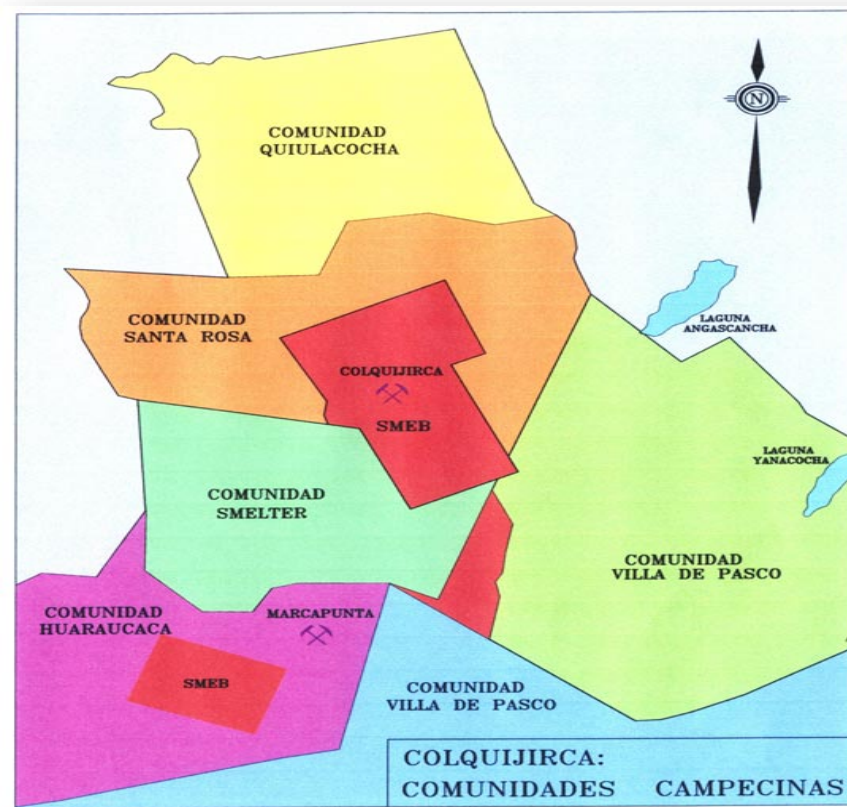 COMUNIDAD
QUIULACOCHA
N
COMUNIDAD
SANTA ROSA
LAGUNA
ANGASCANCHA
COLQUIJIRCA
SMEB
LAGUNA
YANACOCHA
COMUNIDAD
SMELTER
COMUNIDAD
VILLA DE PASCO
COMUNIDAD
HUARAUCACA
MARCAPUNTA
SMEB
COMUNIDAD
VILLA DE PASCO
COLQUIJIRCA:
COMUNIDADES CAMPECINAS